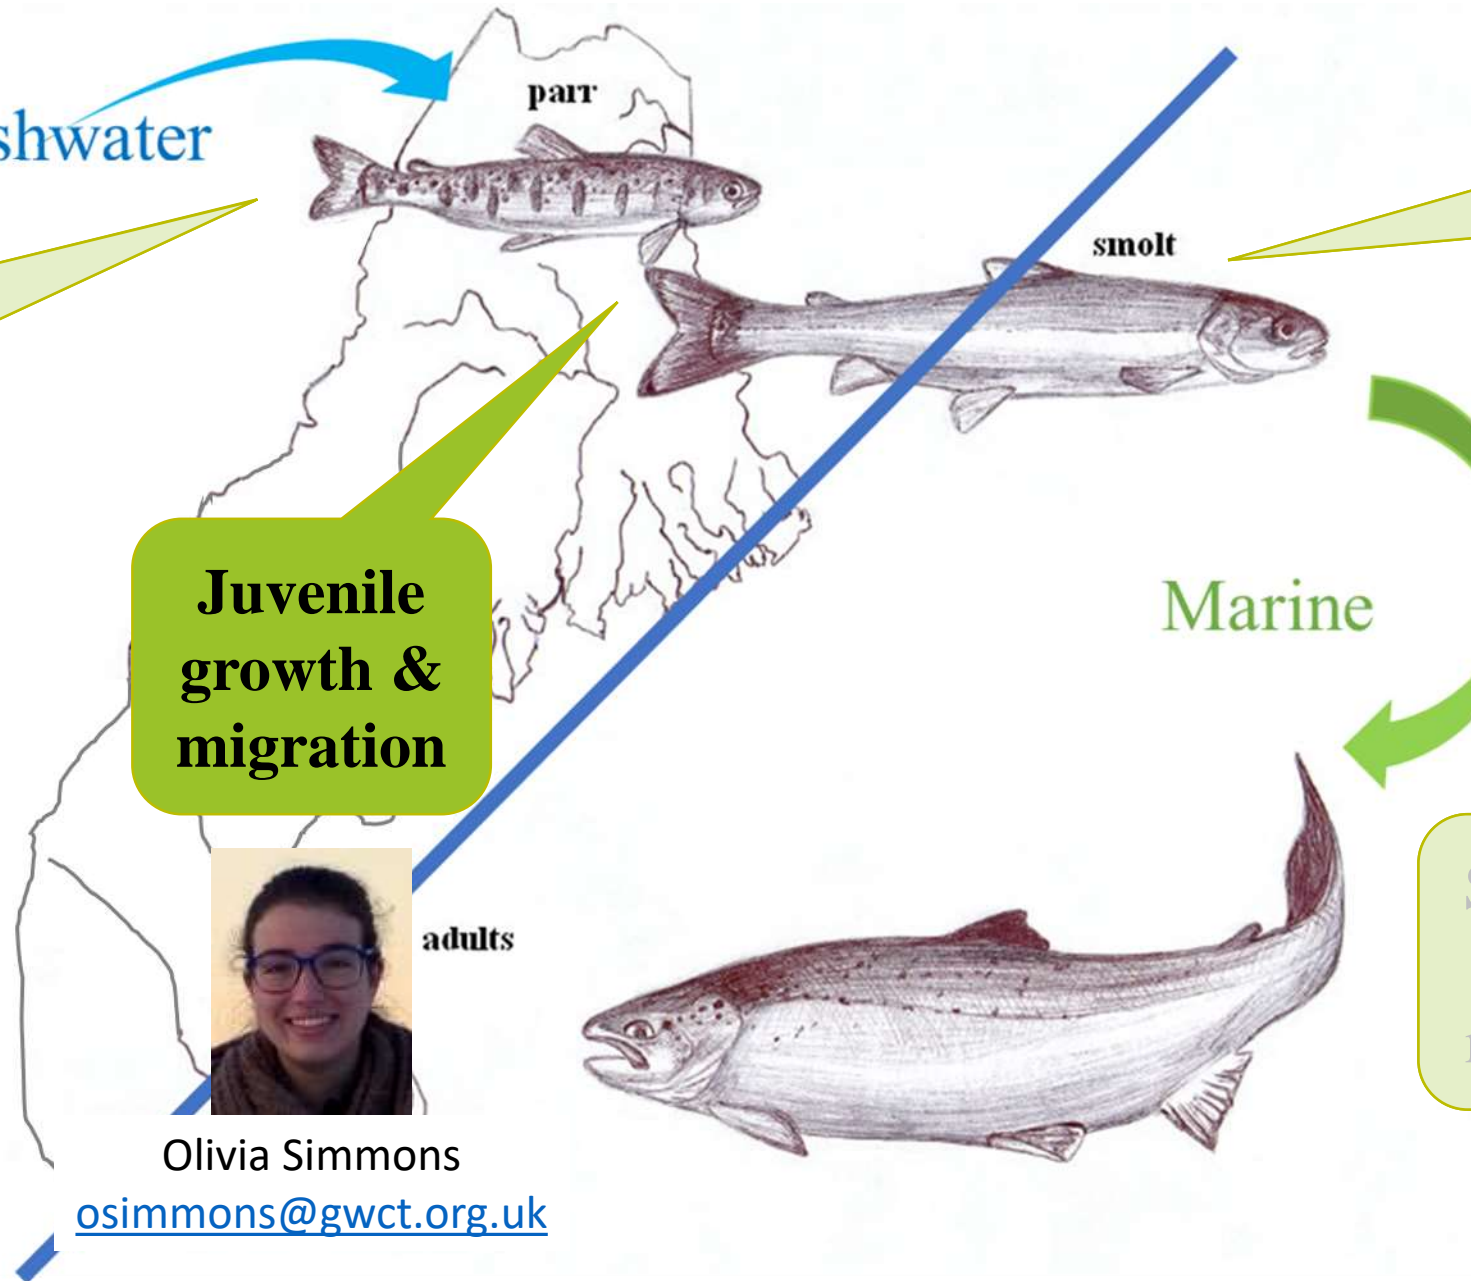 parr
shwater
smolt
Juvenile
growth &
migration
Marine
adults
Olivia Simmons
osimmons@gwct.org.uk